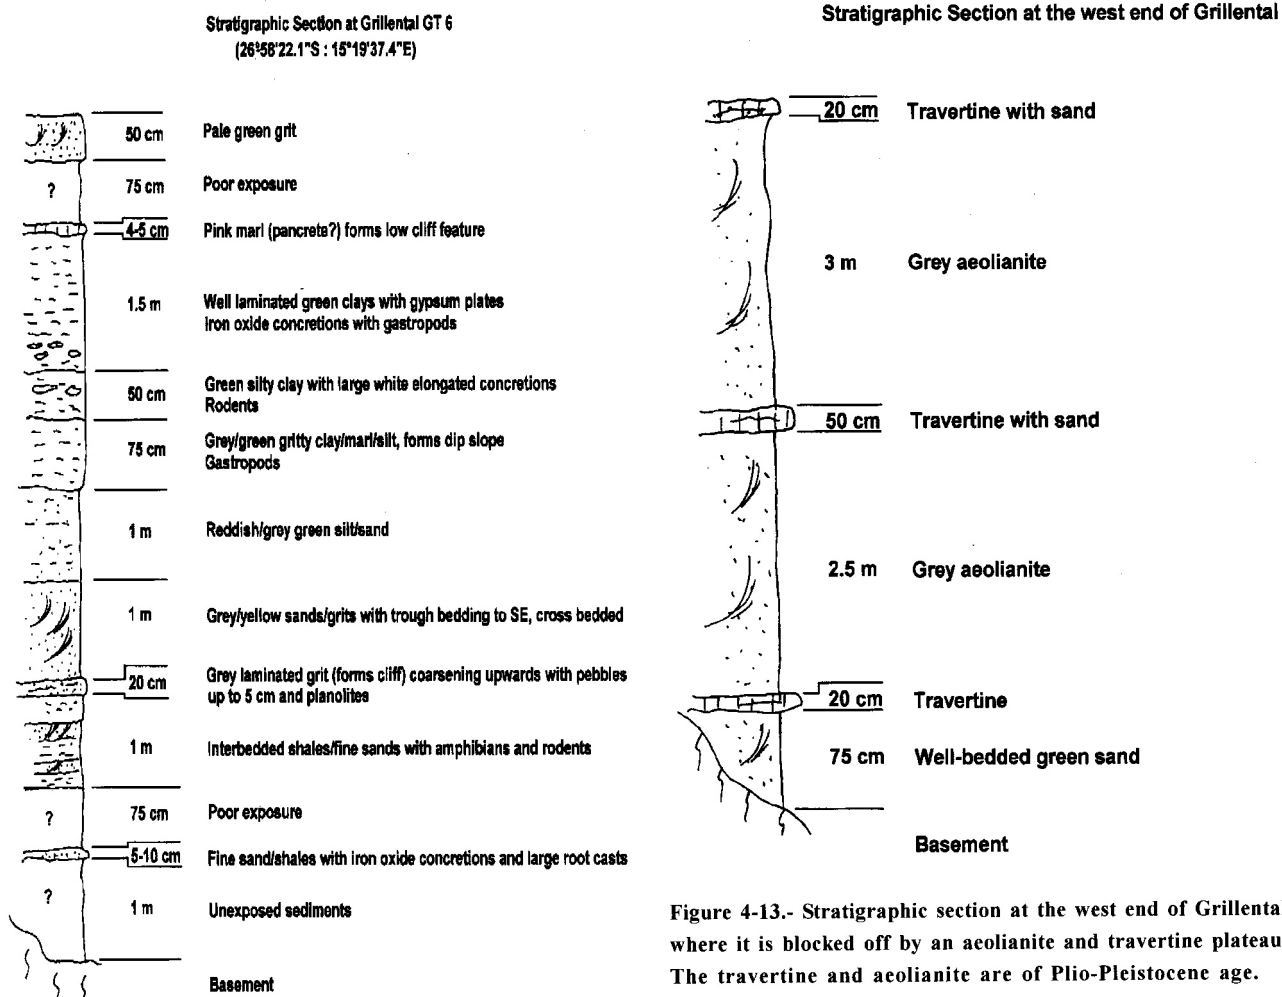 Stratigraphic Section at Grillental GT 6
(26°56'22.1"S : 15°19'37.4"E)
50 cm Pale green grit
? 75 cm Poor exposure
4-5 cm Pink marl (pancrete?) forms low cliff feature
1.5 m Well laminated green clays with gypsum plates
Iron oxide concretions with gastropods
50 cm Green silty clay with large white elongated concretions
Rodents
75 cm Grey/green gritty clay/marl/silt, forms dip slope
Gastropods
1 m Reddish/grey green silt/sand
1 m Grey/yellow sands/grits with trough bedding to SE, cross bedded
20 cm Grey laminated grit (forms cliff) coarsening upwards with pebbles
up to 5 cm and planolites
1 m Interbedded shales/fine sands with amphibians and rodents
? 75 cm Poor exposure
5-10 cm Fine sand/shales with iron oxide concretions and large root casts
? 1 m Unexposed sediments
Basement
Stratigraphic Section at the west end of Grillental
20 cm Travertine with sand
3 m Grey aeolianite
50 cm Travertine with sand
2.5 m Grey aeolianite
20 cm Travertine
75 cm Well-bedded green sand
Basement
Figure 4-13.- Stratigraphic section at the west end of Grillental
where it is blocked off by an aeolianite and travertine plateau
The travertine and aeolianite are of Plio-Pleistocene age.